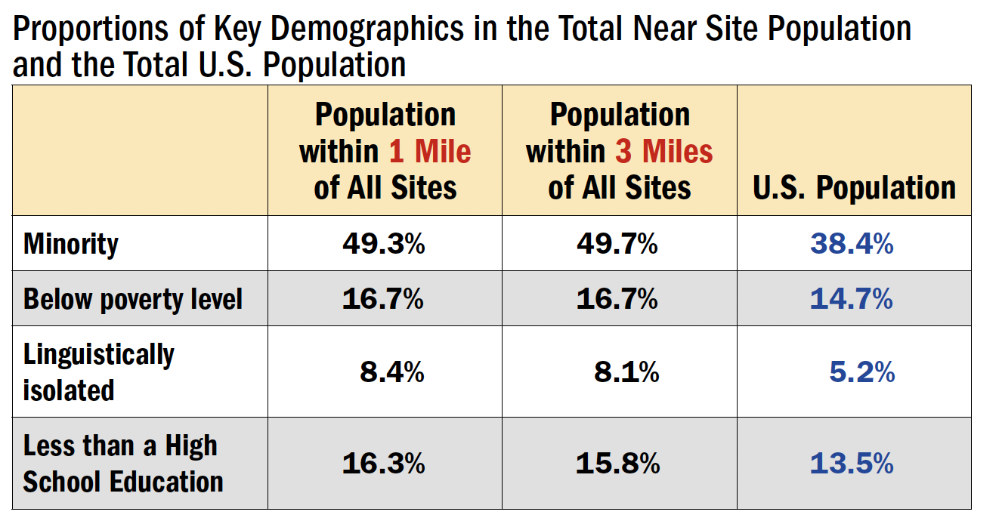 Proportions of Key Demographics in the Total Near Site Population
and the Total U.S. Population
Population
within 1 Mile
of All Sites
Population
within 3 Miles
of All Sites
U.S. Population
Minority
49.3%
49.7%
38.4%
Below poverty level
16.7%
16.7%
14.7%
Linguistically
isolated
8.4%
8.1%
5.2%
Less than a High
School Education
16.3%
15.8%
13.5%